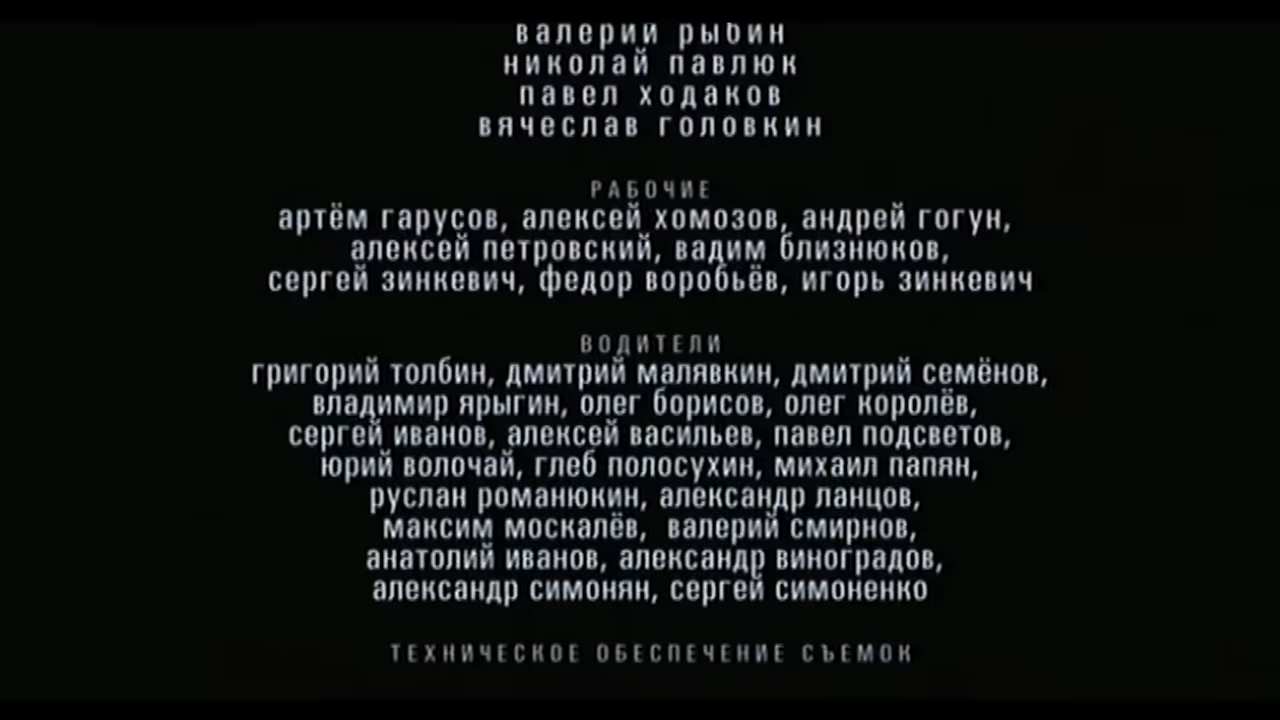 валерий рыбин
николай павлюк
павел ходаков
вячеслав головкин
РАБОЧИЕ
артём гарусов, алексей хомозов, андрей гогун,
алексей петровский, вадим близнюков,
сергей зинкевич, федор воробьёв, игорь зинкевич
ВОДИТЕЛИ
григорий толбин, дмитрий малявкин, дмитрий семёнов,
владимир ярыгин, олег борисов, олег королёв,
сергей иванов, алексей васильев, павел подсветов,
юрий волочай, глеб полосухин, михаил папян,
руслан романюкин, александр ланцов,
максим москалёв, валерий смирнов,
анатолий иванов, александр виноградов,
александр симонян, сергей симоненко
ТЕХНИЧЕСКОЕ ОБЕСПЕЧЕНИЕ СЪЕМОК